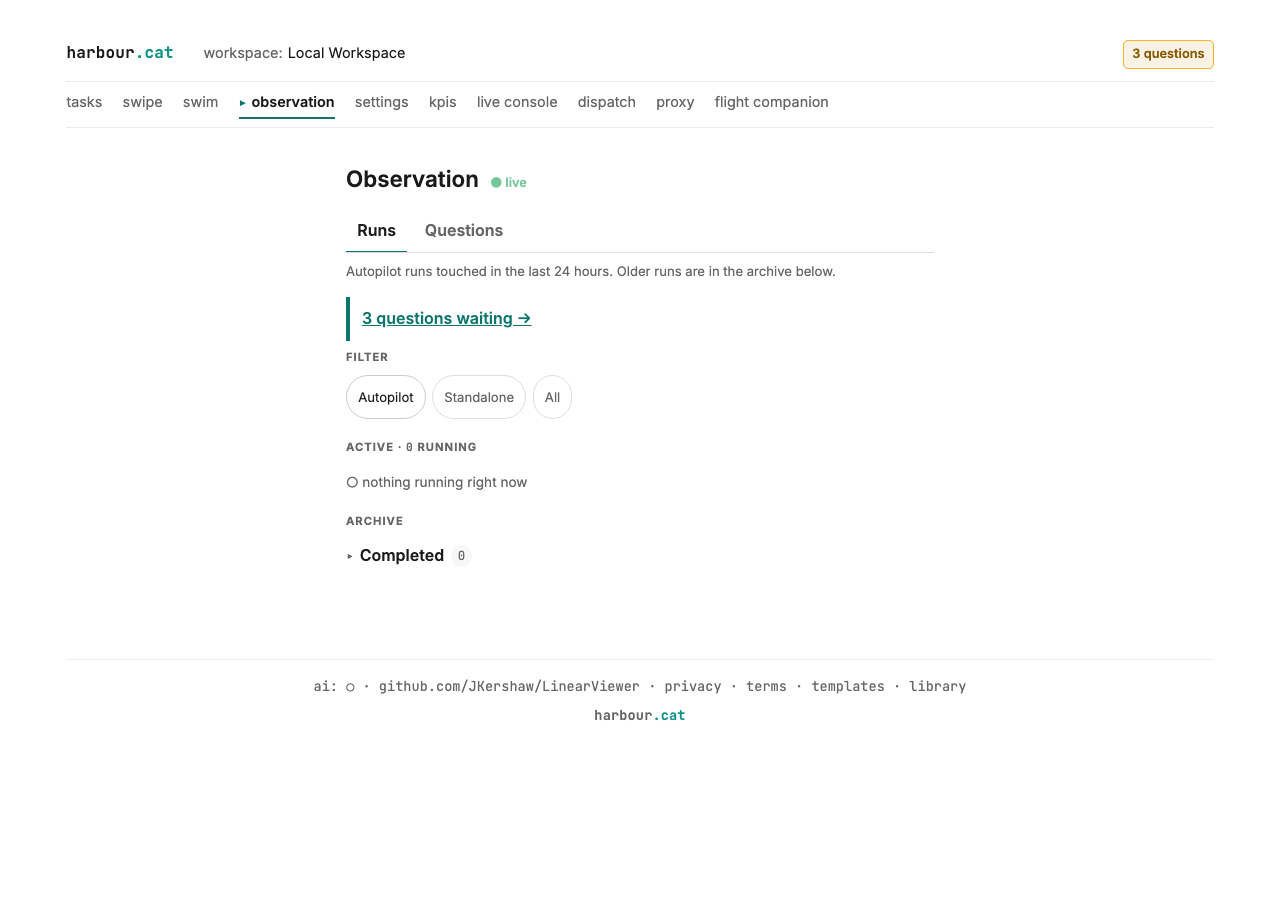 harbour.cat workspace: Local Workspace 3 questions
tasks swipe swim ▸ observation settings kpis live console dispatch proxy flight companion
Observation ● live
Runs Questions
Autopilot runs touched in the last 24 hours. Older runs are in the archive below.
3 questions waiting →
FILTER
Autopilot Standalone All
ACTIVE · 0 RUNNING
○ nothing running right now
ARCHIVE
▸ Completed 0
ai: ○ · github.com/JKershaw/LinearViewer · privacy · terms · templates · library
harbour.cat